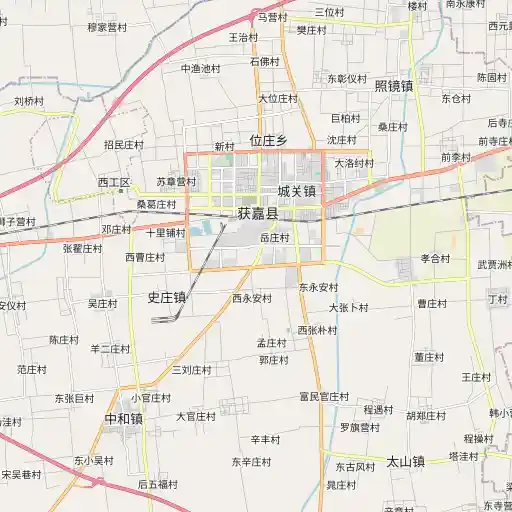 楼村
南永康村
三位村
马营村
穆家营村
樊庄村
西元
王治村
石佛村
中渔池村
东彰仪村
陈固村
照镜镇
大位庄村
东仓村
刘桥村
巨柏村
桑庄村
后寺
位庄乡
沈庄村
前寺庄村
招民庄村
新村
大洛纣村
前李村
西工区
苏章营村
城关镇
桑葛庄村
获嘉县
狮子营村
邓庄村
十里铺村
岳庄村
张翟庄村
西曹庄村
孝合村
武贾洲村
东永安村
安仪村
吴庄村
史庄镇
西永安村
大张卜村
曹庄村
丁村
西张朴村
陈庄村
羊二庄村
孟庄村
董庄村
郭庄村
范庄村
三刘庄村
王庄村
东张巨村
小官庄村
富民官庄村
程遇村
韩小
洼村
中和镇
大官庄村
胡郑庄村
罗旗营村
辛丰村
程操村
东小吴村
东辛庄村
太山镇
塔洼村
宋吴巷村
东古风村
后五福村
晁庄村
梁
辛章村
东寺